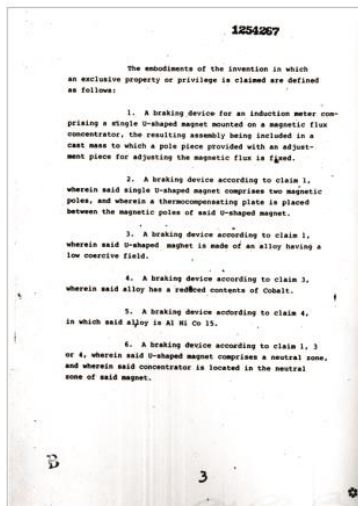 1254267
The embodiments of the invention in which
an exclusive property or privilege is claimed are defined
as follows:
1. A braking device for an induction meter com-
prising a single U-shaped magnet mounted on a magnetic flux
concentrator, the resulting assembly being included in a
cast mass to which a pole piece provided with an adjust-
ment piece for adjusting the magnetic flux is fixed.
2. A braking device according to claim 1,
wherein said single U-shaped magnet comprises two magnetic
poles, and wherein a thermocompensating plate is placed
between the magnetic poles of said U-shaped magnet.
3. A braking device according to claim 1,
wherein said U-shaped maghet is made of an alloy having a
low coercive field.
4. A braking device according to claim 3,
wherein said alloy has a reduced contents of Cobalt.
5. A braking device according to claim 4,
in which said alloy is Al Ni Co 15.
6. A braking device according to claim 1, 3
or 4, wherein said U-shaped magnet comprises a neutral zone,
and wherein said concentrator is located in the neutral
zone of said magnet.
B
3